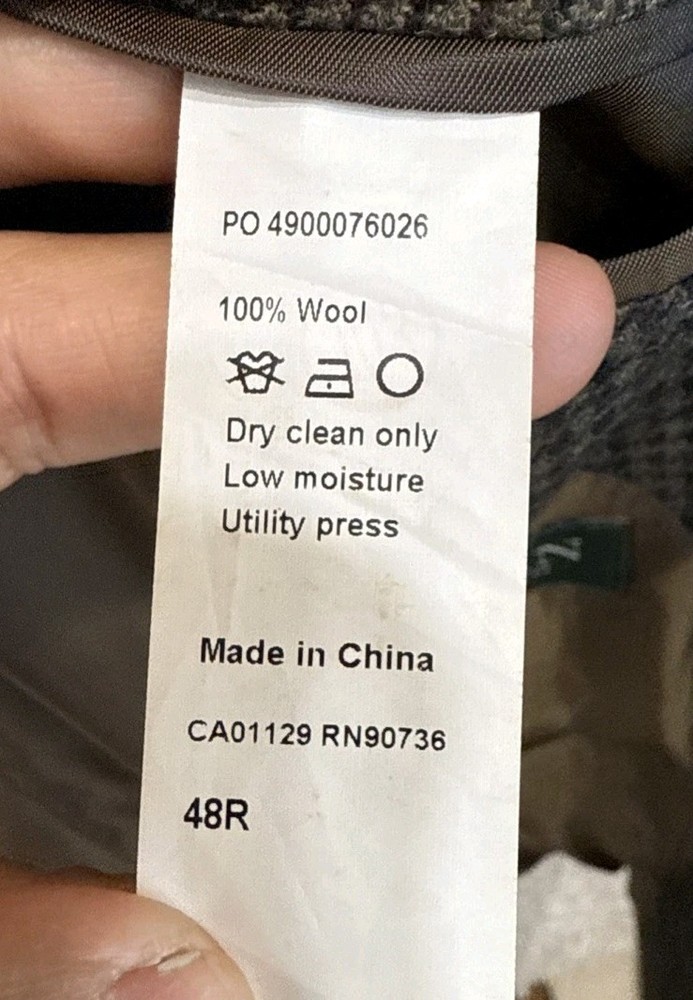 PO 4900076026
100% Wool
Dry clean only
Low moisture
Utility press
Made in China
CA01129 RN90736
48R